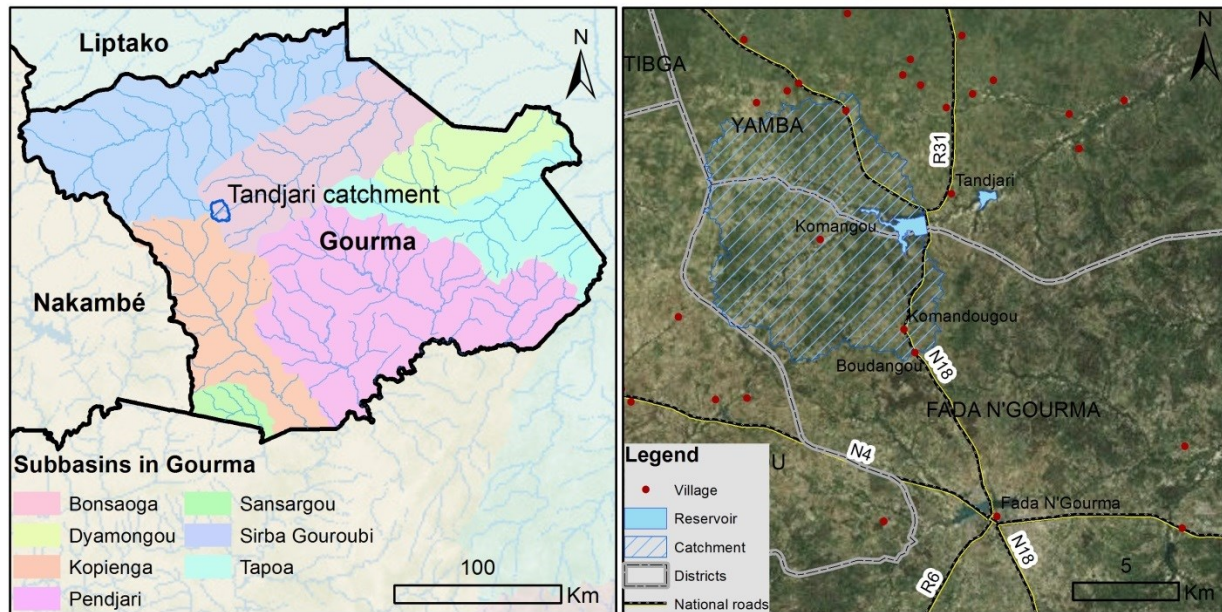 Liptako
N
Tandjari catchment
Gourma
Nakambé
Subbasins in Gourma
Bonsaoga
Sansargou
Dyamongou
Sirba Gouroubi
Kopienga
Tapoa
Pendjari
100
Km
N
TIBGA
YAMBA
R31
Tandjari
Komangou
Komandougou
Boudangou
N18
FADA N'GOURMA
N4
OU
Fada N'Gourma
N18
R6
Legend
Village
Reservoir
Catchment
Districts
National roads
5
Km